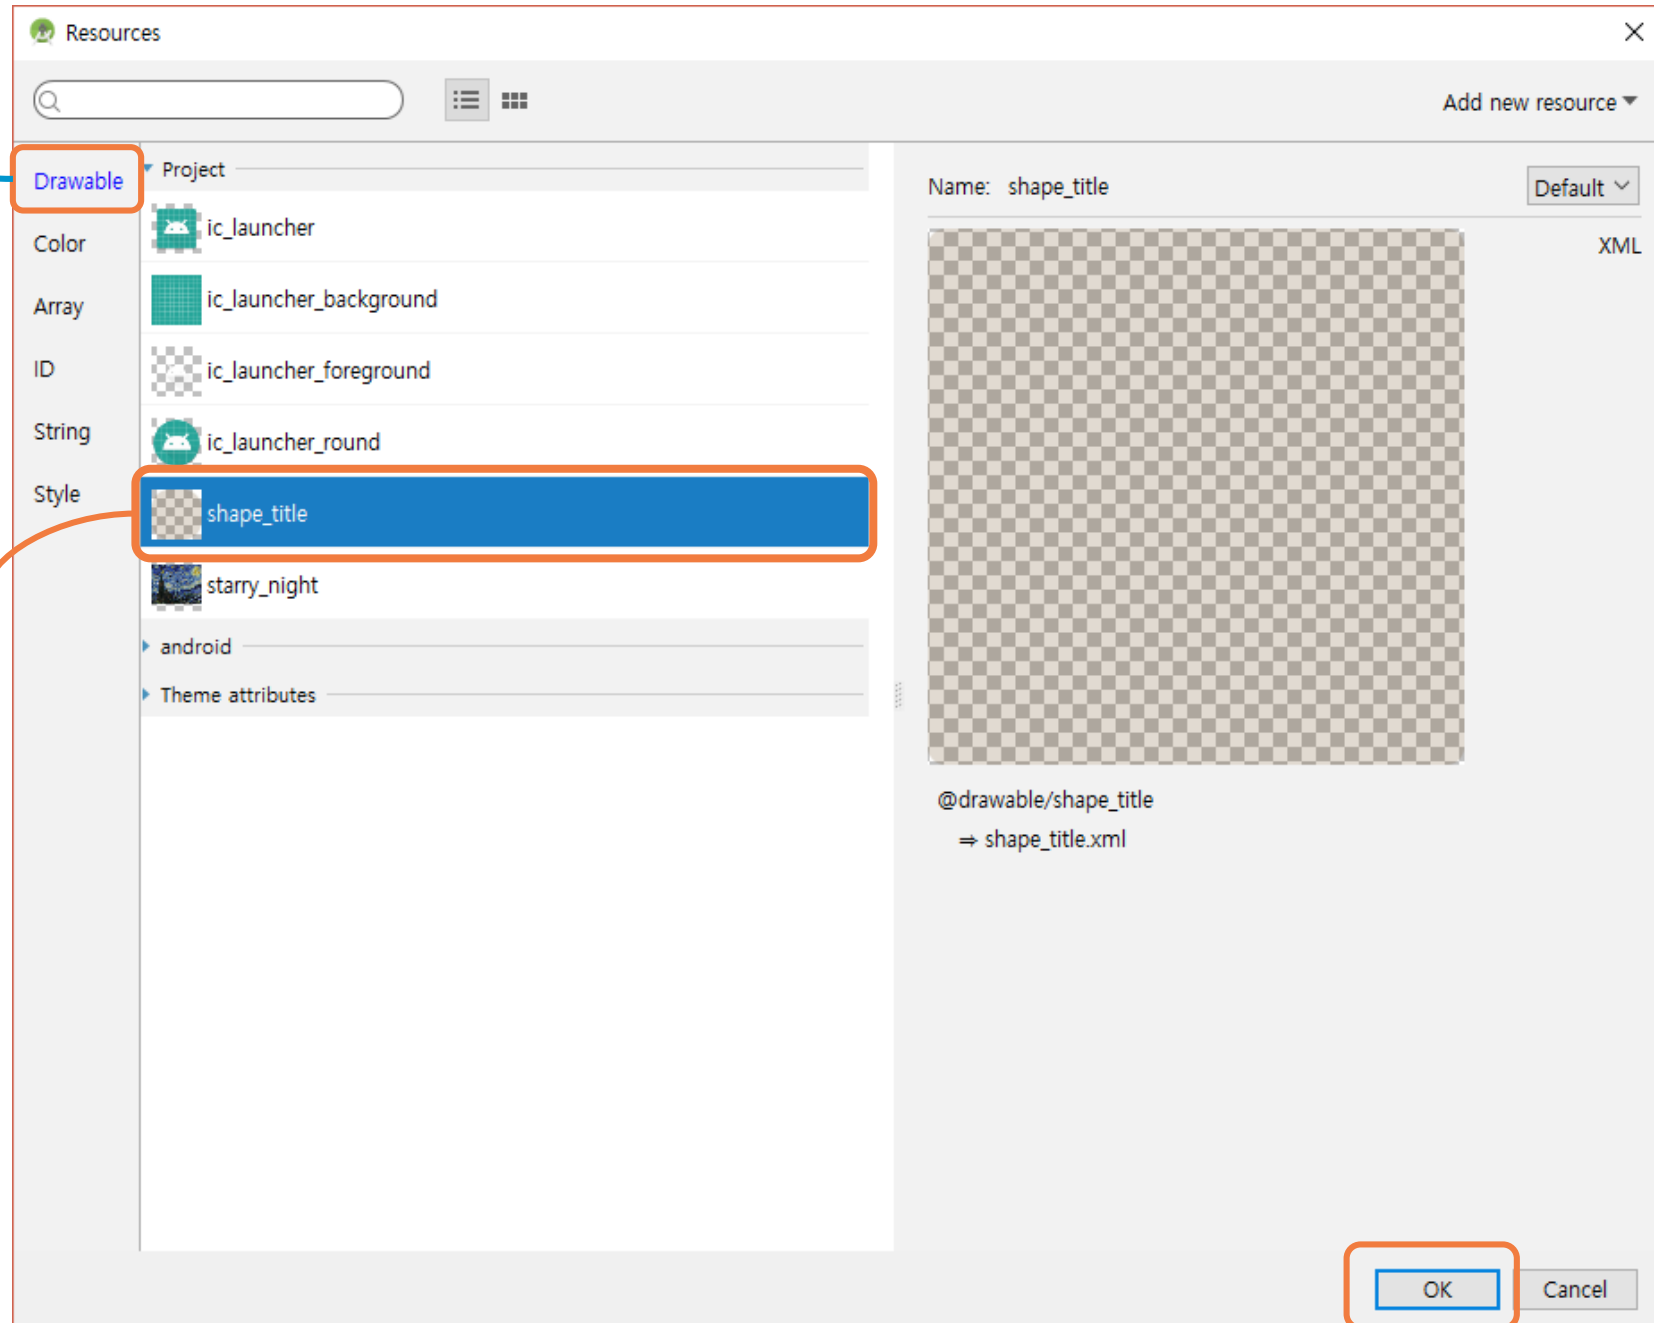 Resources
Add new resource
Drawable
Color
Array
ID
String
Style
Project
ic_launcher
ic_launcher_background
ic_launcher_foreground
ic_launcher_round
shape_title
starry_night
android
Theme attributes
Name: shape_title
Default
XML
@drawable/shape_title
⇒ shape_title.xml
OK
Cancel